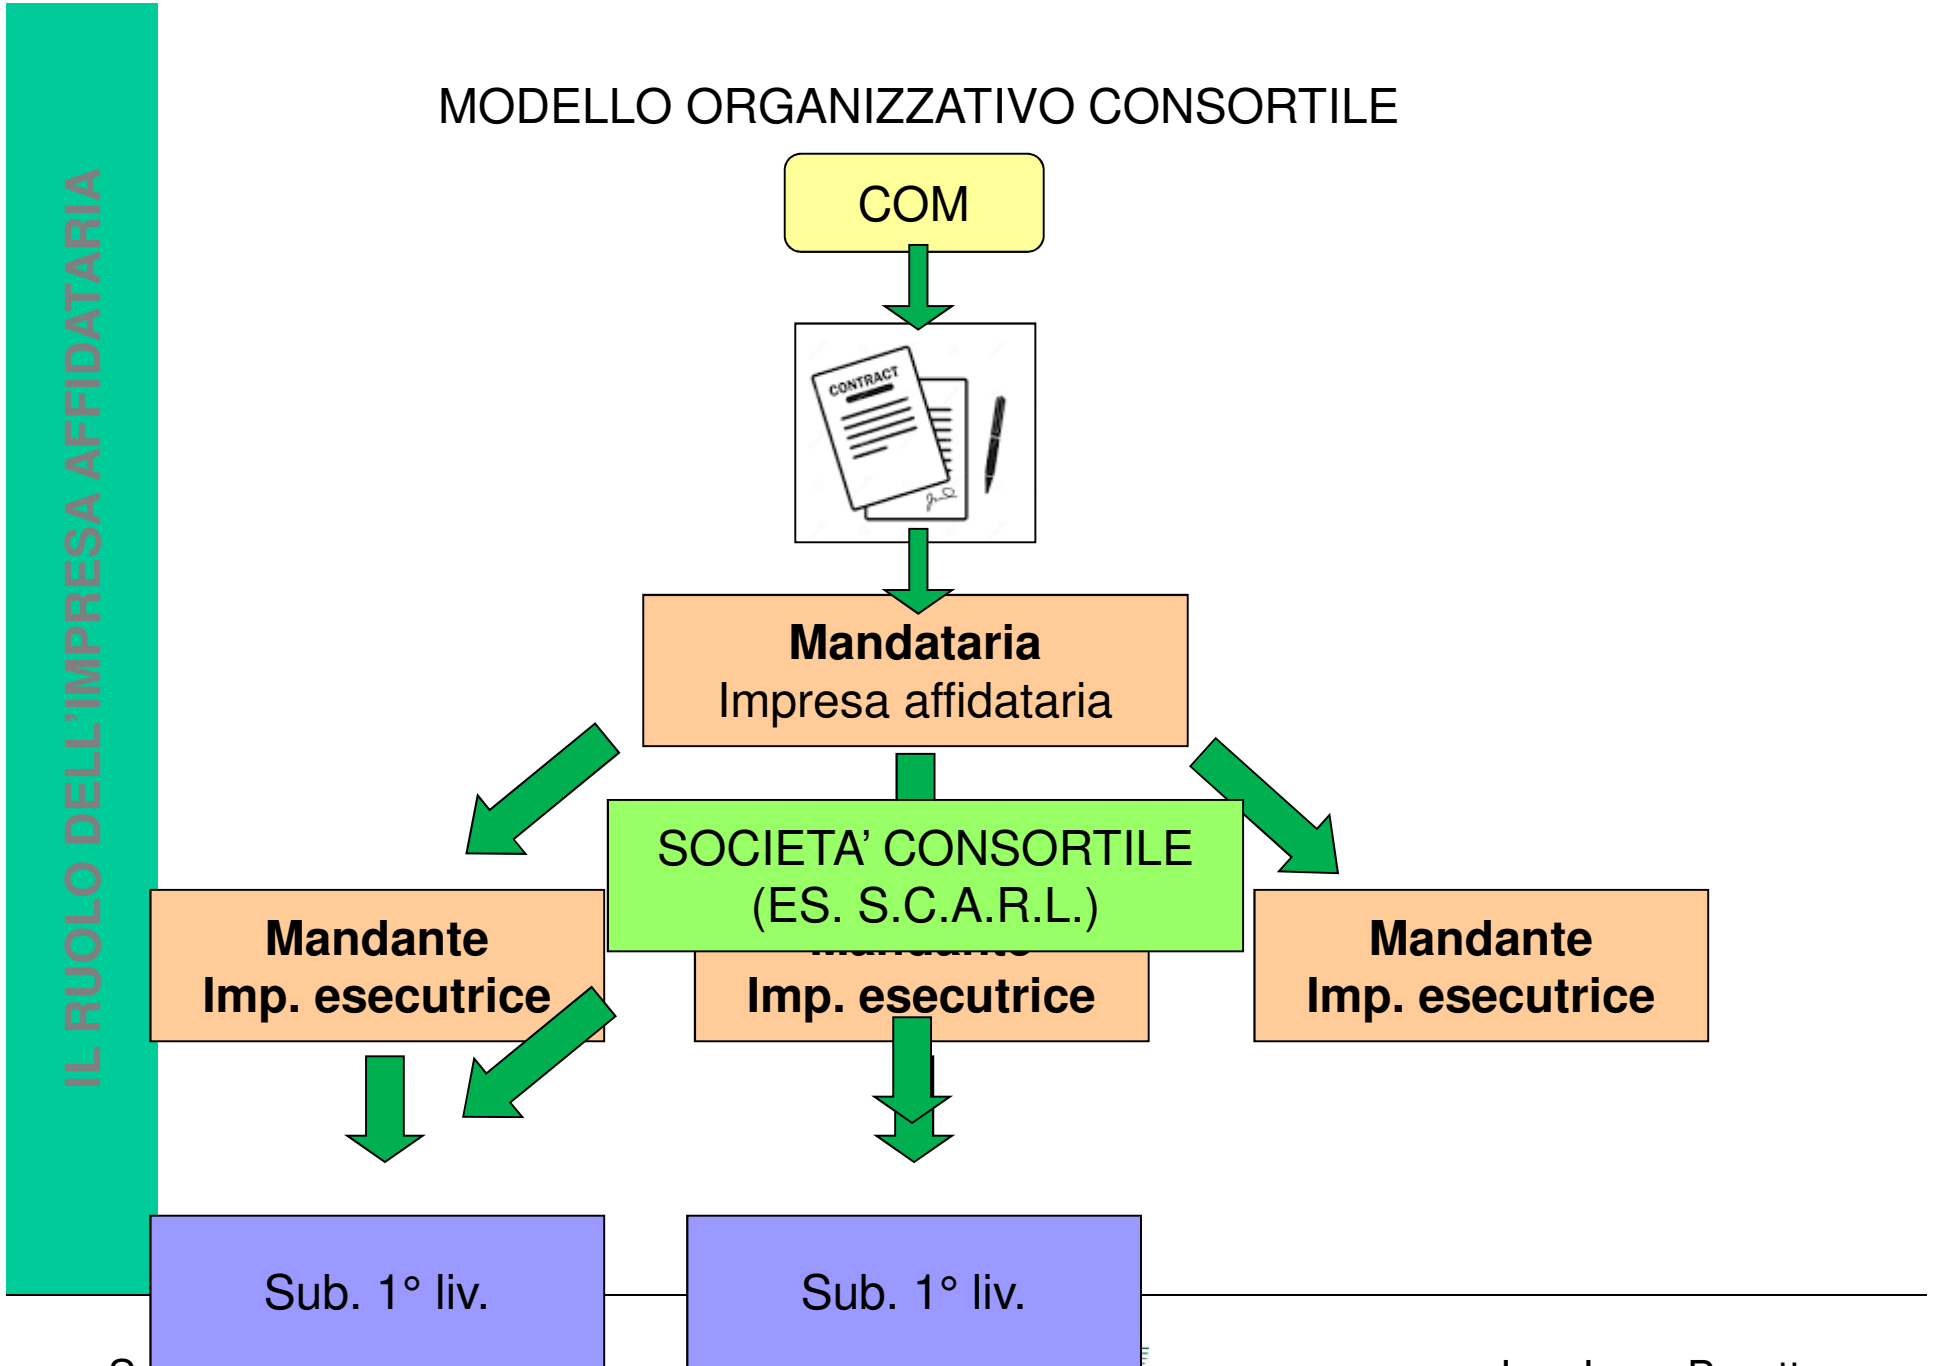 IL RUOLO DELL'IMPRESA AFFIDATARIA
MODELLO ORGANIZZATIVO CONSORTILE
COM
CONTRACT
Mandataria
Impresa affidataria
SOCIETA' CONSORTILE
(ES. S.C.A.R.L.)
Mandante
Imp. esecutrice
Mandante
Imp. esecutrice
Mandante
Imp. esecutrice
Sub. 1° liv.
Sub. 1° liv.